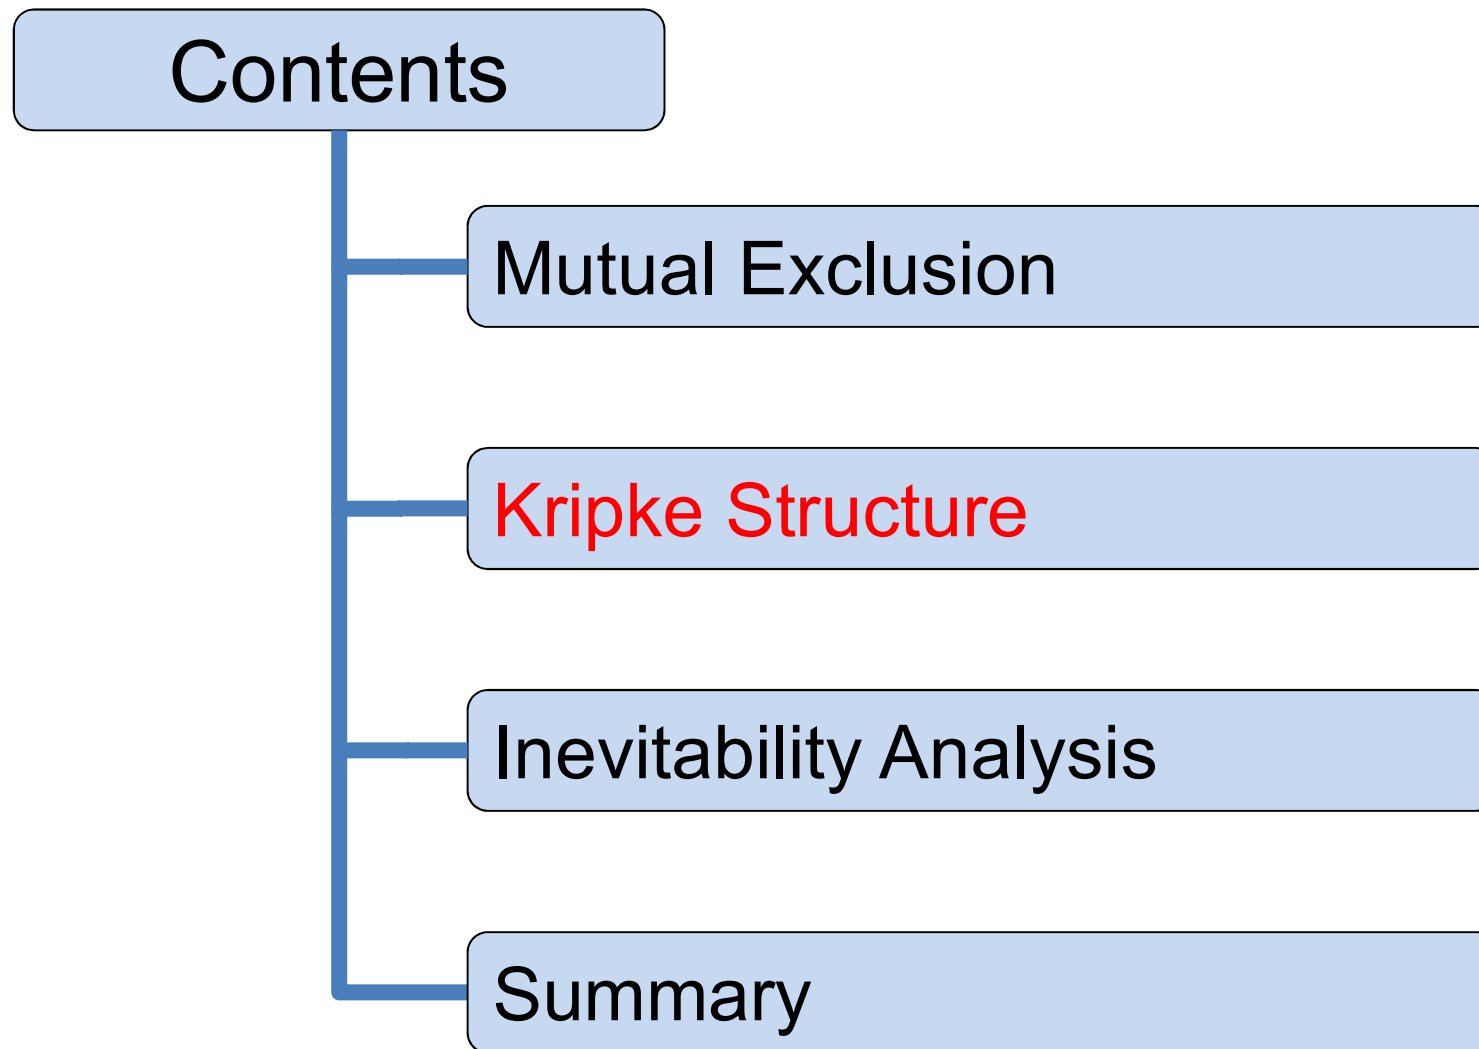 Contents
Mutual Exclusion
Kripke Structure
Inevitability Analysis
Summary